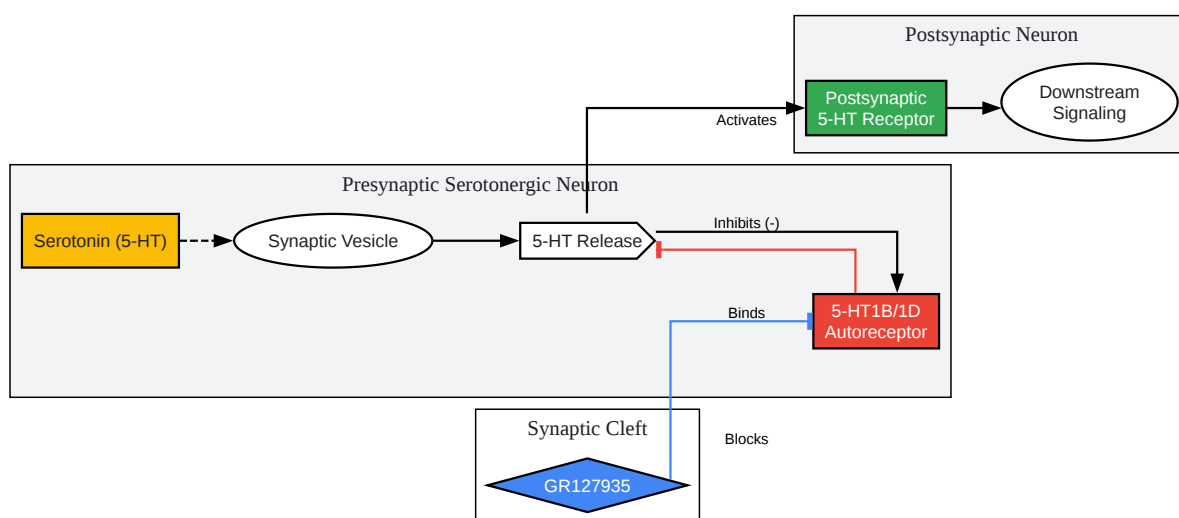 Postsynaptic Neuron
Postsynaptic
5-HT Receptor
Downstream
Signaling
Activates
Presynaptic Serotonergic Neuron
Serotonin (5-HT)
Synaptic Vesicle
5-HT Release
Inhibits (-)
Binds
5-HT1B/1D
Autoreceptor
Synaptic Cleft
Blocks
GR127935